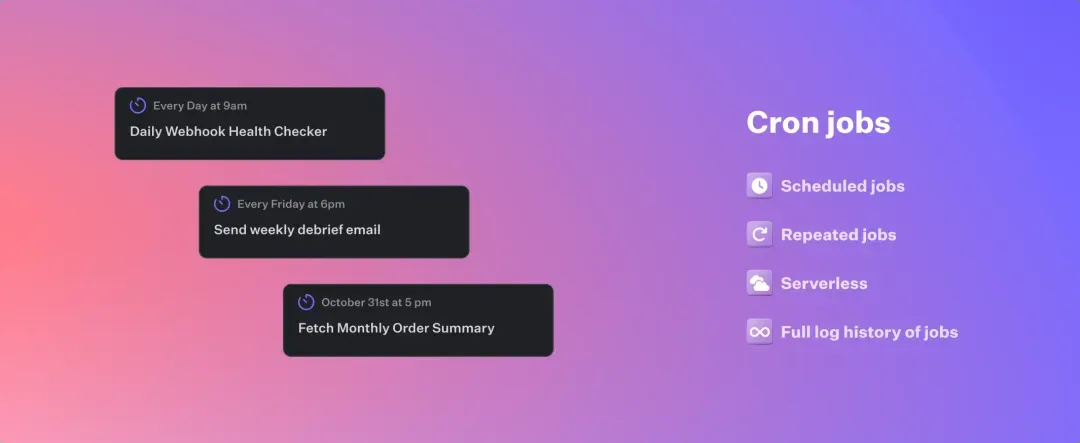 Every Day at 9am
Daily Webhook Health Checker
Every Friday at 6pm
Send weekly debrief email
October 31st at 5 pm
Fetch Monthly Order Summary
Cron jobs
Scheduled jobs
Repeated jobs
Serverless
Full log history of jobs